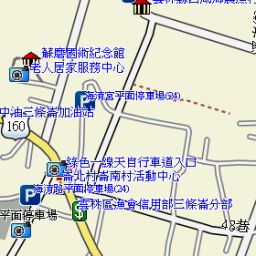 蘇磨國術紀念館
老人居家服務中心
海清宮平面停車場(24)
中油三條崙加油站
160
綠色一線天自行車道入口
崙北村崙南村活動中心
海清路平面停車場(24)
雲林區漁會信用部三條崙分部
平面停車場
48巷